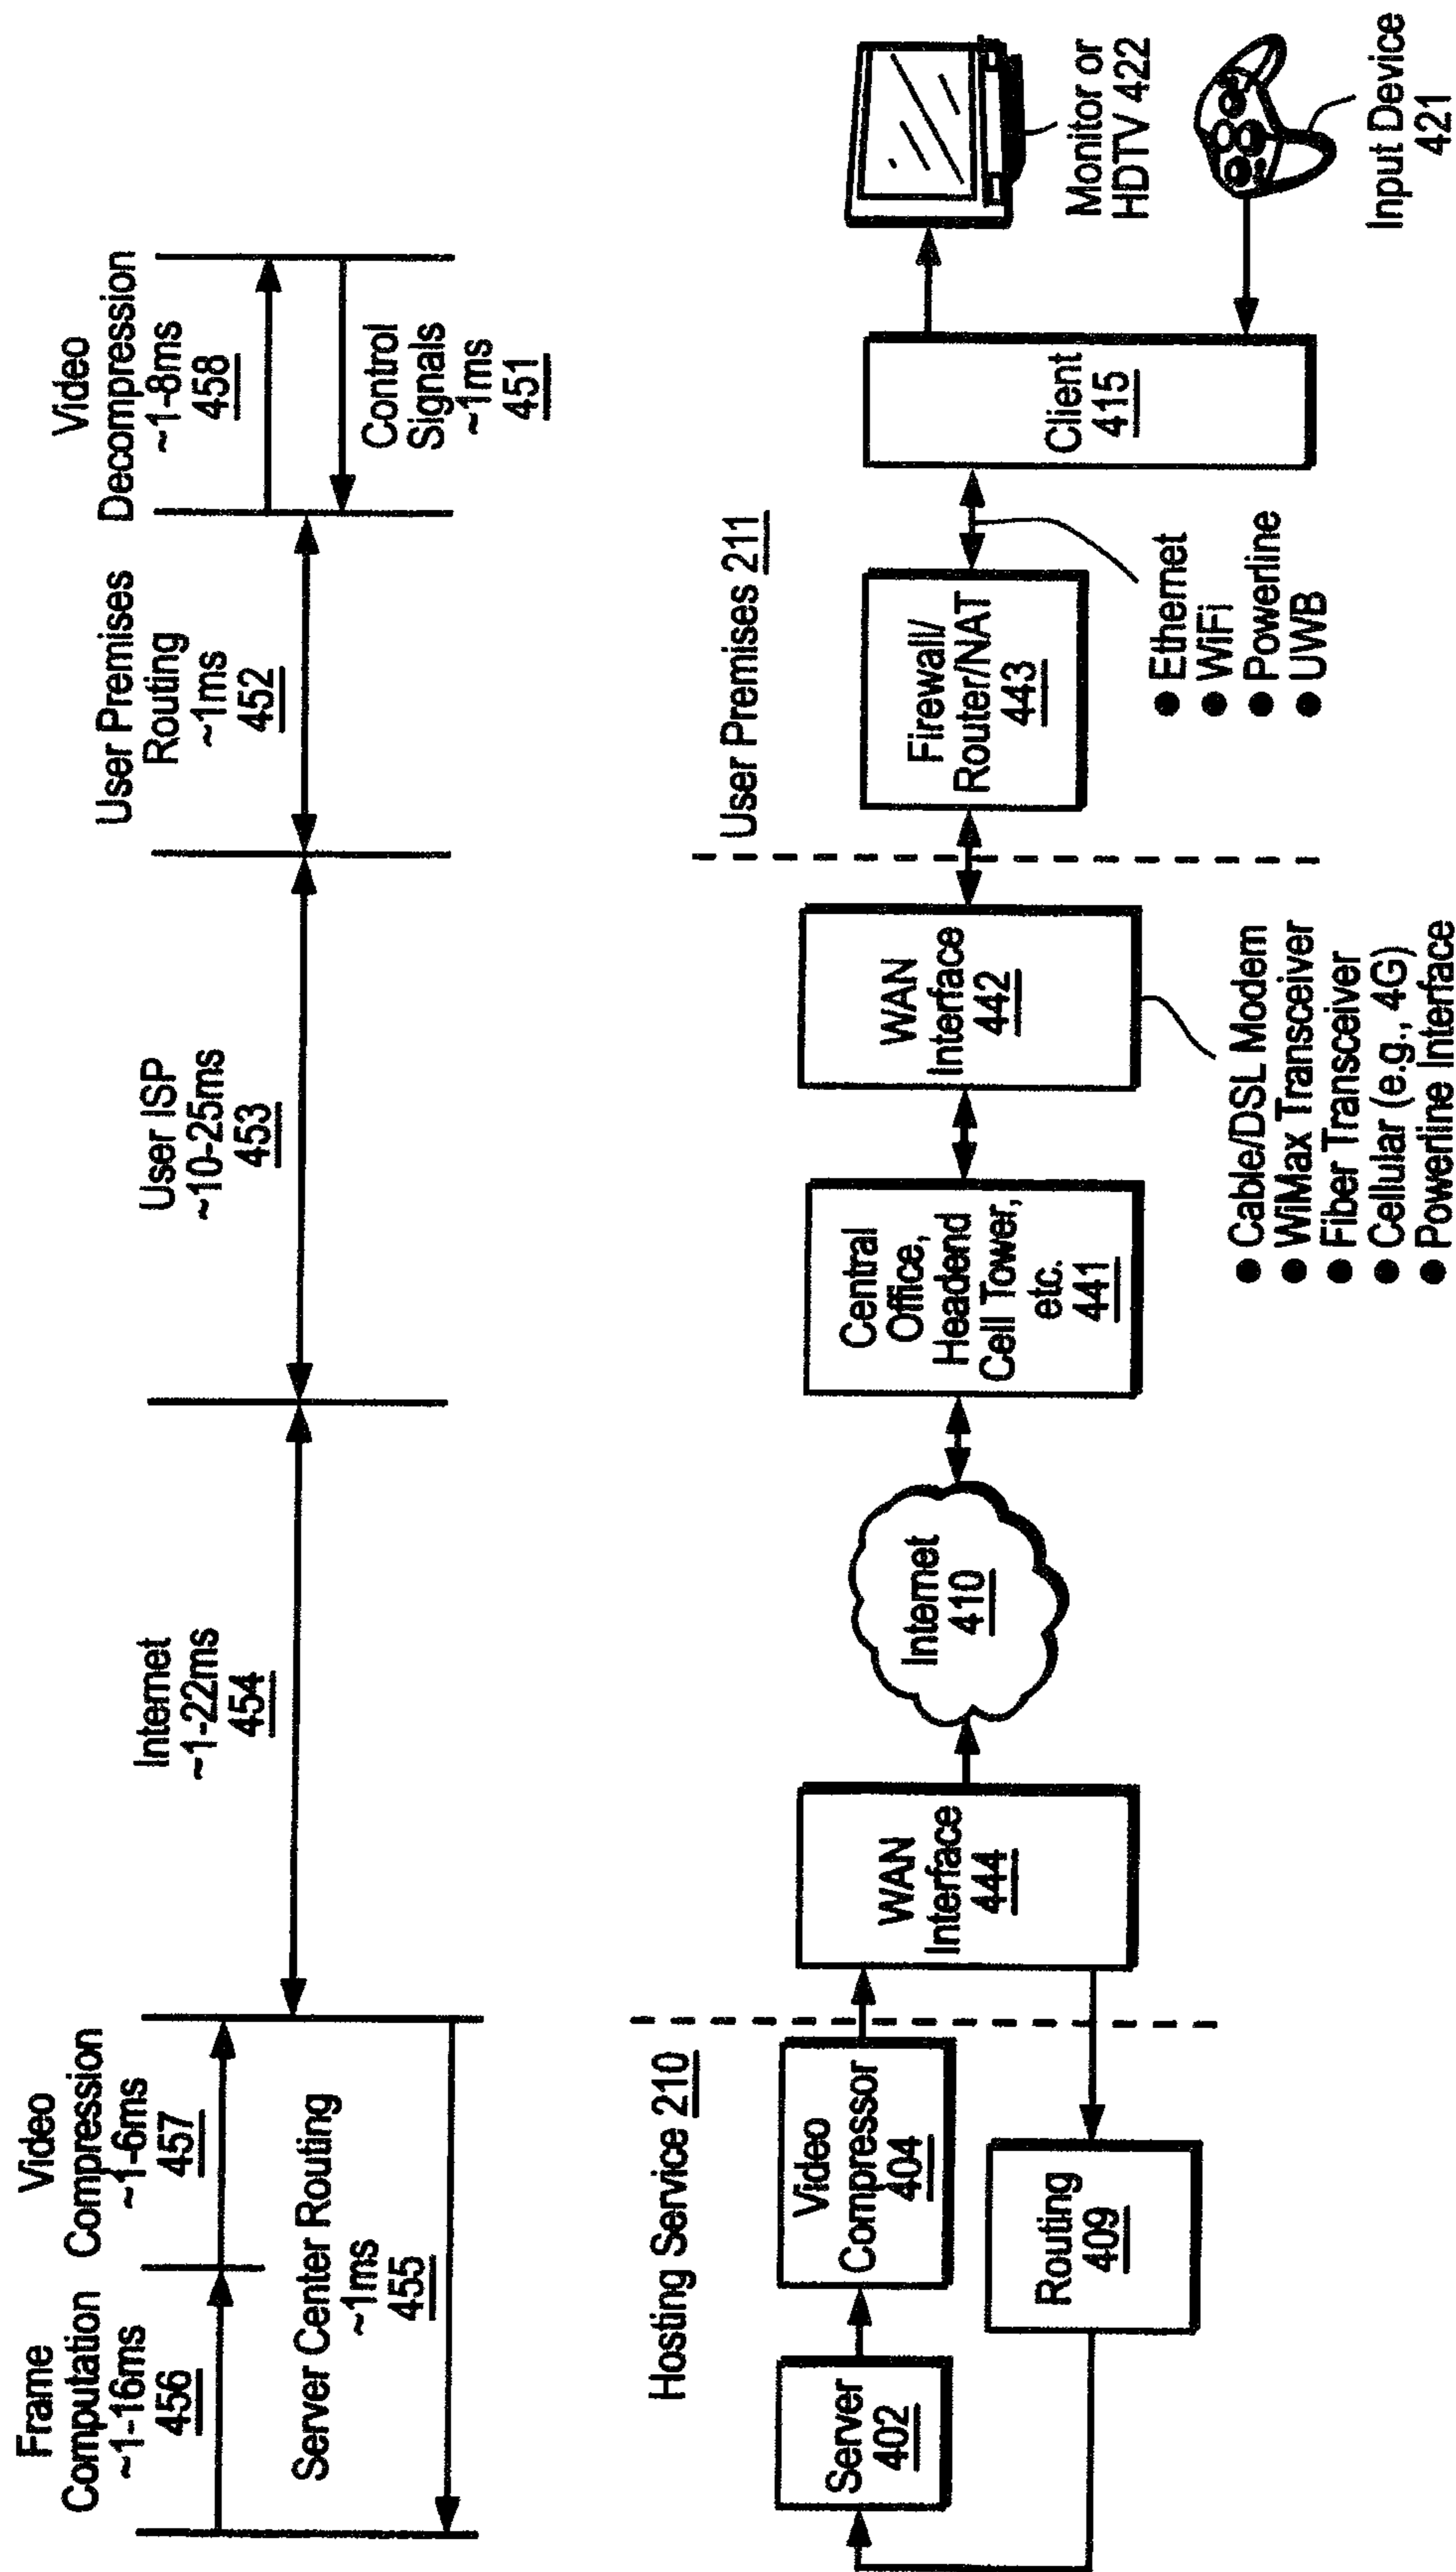 Frame
Computation
~1-16ms
456
Video
Compression
~1-6ms
457
Server Center Routing
~1ms
455
Internet
~1-22ms
454
User ISP
~10-25ms
453
User Premises
Routing
~1ms
452
Video
Decompression
~1-8ms
458
Control
Signals
~1ms
451
Hosting Service 210
Server
402
Video
Compressor
404
Routing
409
WAN
Interface
444
Internet
410
Central
Office,
Headend
Cell Tower,
etc.
441
WAN
Interface
442
● Cable/DSL Modem
● WiMax Transceiver
● Fiber Transceiver
● Cellular (e.g., 4G)
● Powerline Interface
User Premises 211
Firewall/
Router/NAT
443
● Ethernet
● WiFi
● Powerline
● UWB
Client
415
Monitor or
HDTV 422
Input Device
421